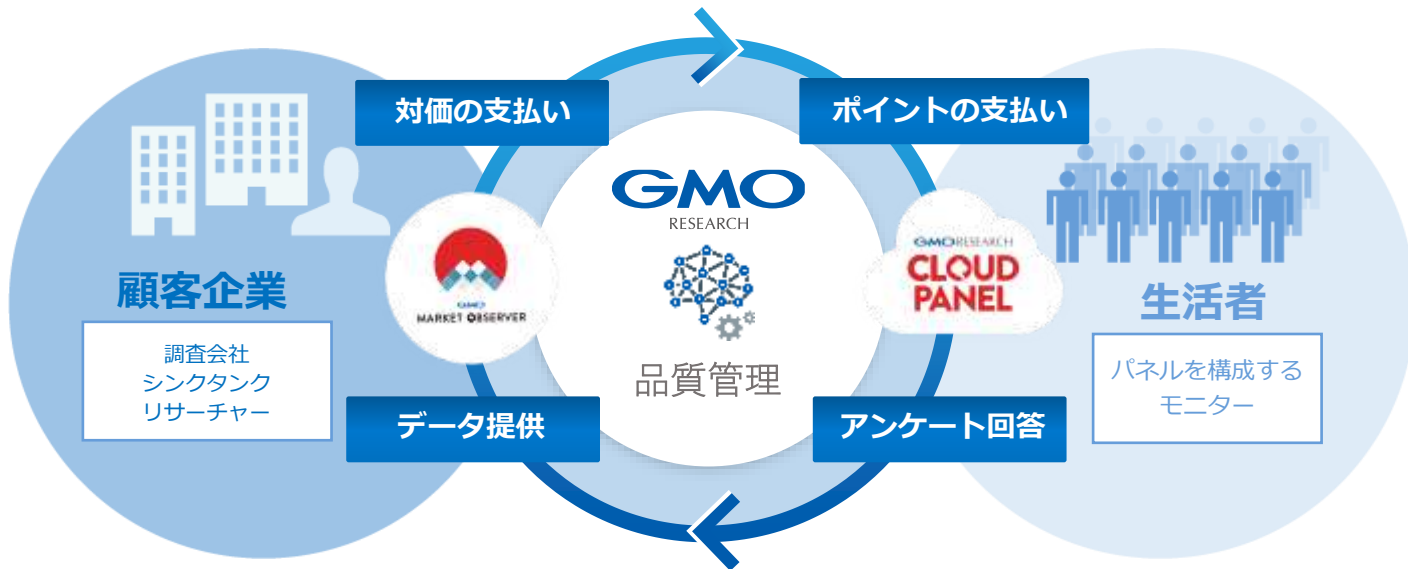 対価の支払い
ポイントの支払い
GMO
RESEARCH
品質管理
顧客企業
調査会社
シンクタンク
リサーチャー
GMO
MARKET OBSERVER
GMO RESEARCH
CLOUD
PANEL
生活者
パネルを構成する
モニター
データ提供
アンケート回答